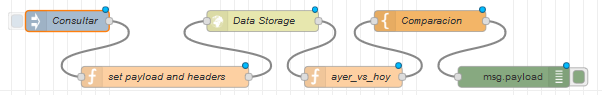 Consultar
set payload and headers
Data Storage
ayer_vs_hoy
Comparacion
msg.payload